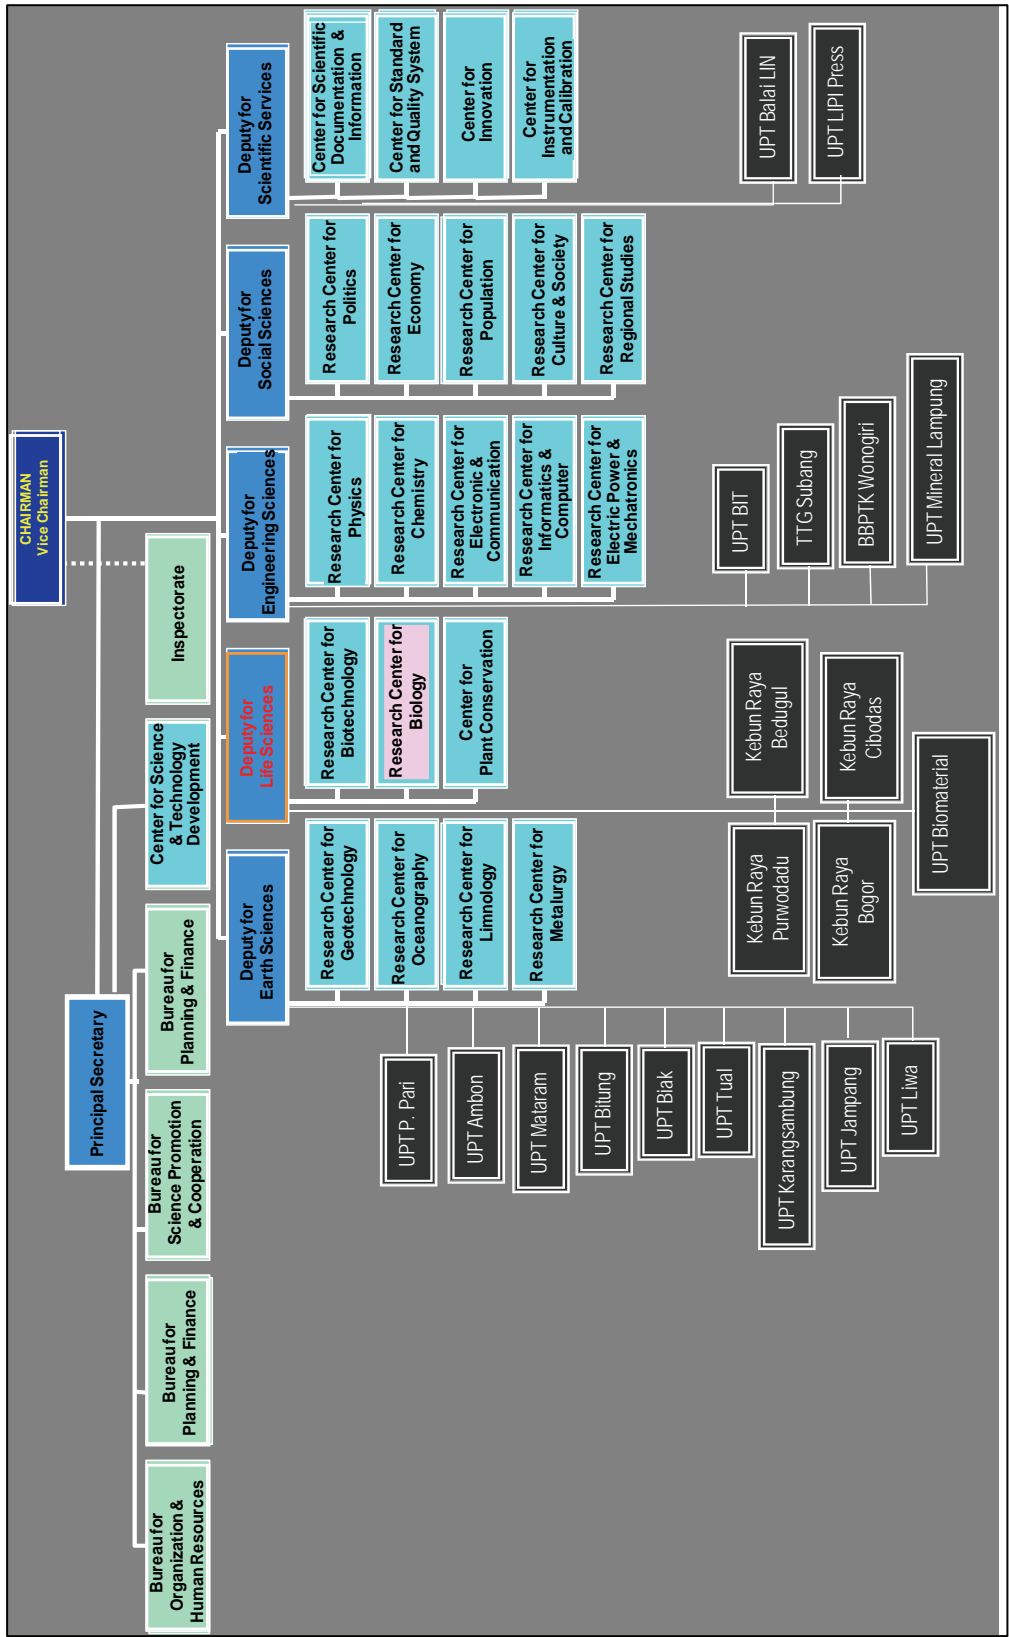 CHAIRMAN
Vice Chairman
Principal Secretary
Inspectorate
Bureau for
Organization &
Human Resources
Bureau for
Planning & Finance
Bureau for
Science Promotion
& Cooperation
Bureau for
Planning & Finance
Center for Science
& Technology
Development
Deputy for
Earth Sciences
Deputy for
Life Sciences
Deputy for
Engineering Sciences
Deputy for
Social Sciences
Deputy for
Scientific Services
Research Center for
Geotechnology
Research Center for
Oceanography
Research Center for
Limnology
Research Center for
Metalurgy
Research Center for
Biotechnology
Research Center for
Biology
Center for
Plant Conservation
Research Center for
Physics
Research Center for
Chemistry
Research Center for
Electronic &
Communication
Research Center for
Informatics &
Computer
Research Center for
Electric Power &
Mechatronics
Research Center for
Politics
Research Center for
Economy
Research Center for
Population
Research Center for
Culture & Society
Research Center for
Regional Studies
Center for Scientific
Documentation &
Information
Center for Standard
and Quality System
Center for
Innovation
Center for
Instrumentation
and Calibration
UPT P. Pari
UPT Ambon
UPT Mataram
UPT Bitung
UPT Biak
UPT Tual
UPT Karangsambung
UPT Jampang
UPT Liwa
Kebun Raya
Purwodadu
Kebun Raya
Bedugul
Kebun Raya
Bogor
Kebun Raya
Cibodas
UPT Biomaterial
UPT BIT
TTG Subang
BBPTK Wonogiri
UPT Mineral Lampung
UPT Balai LIN
UPT LIPI Press